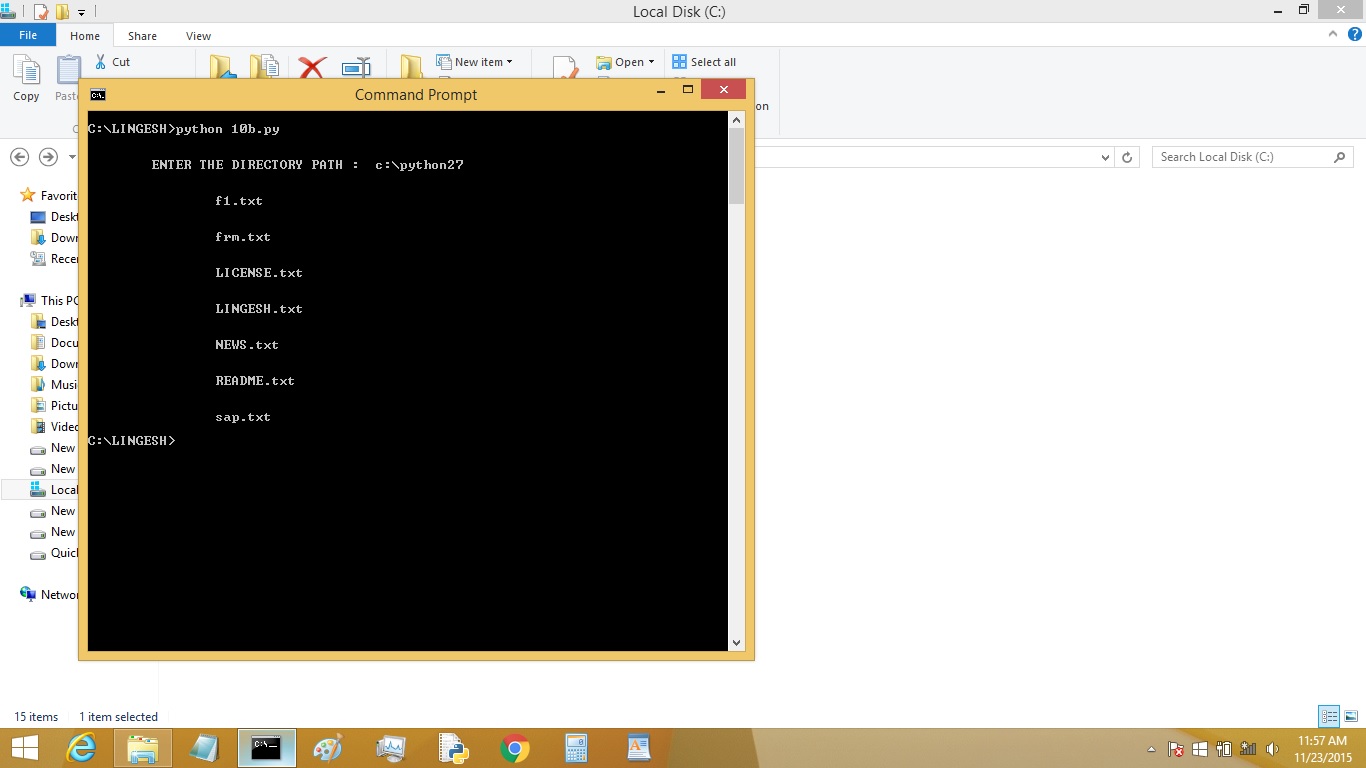 Local Disk (C:)
File Home Share View
Copy
Cut
New item
Open
Select all
Command Prompt
C:\LINGESH>python 10b.py
ENTER THE DIRECTORY PATH : c:\python27
f1.txt
frm.txt
LICENSE.txt
LINGESH.txt
NEWS.txt
README.txt
sap.txt
C:\LINGESH>
Search Local Disk (C:)
Favorit
Deskt
Down
Recen
This PC
Deskt
Docu
Down
Musi
Pictu
Video
New
New
Local
New
New
Quick
Networ
15 items 1 item selected
11:57 AM
11/23/2015